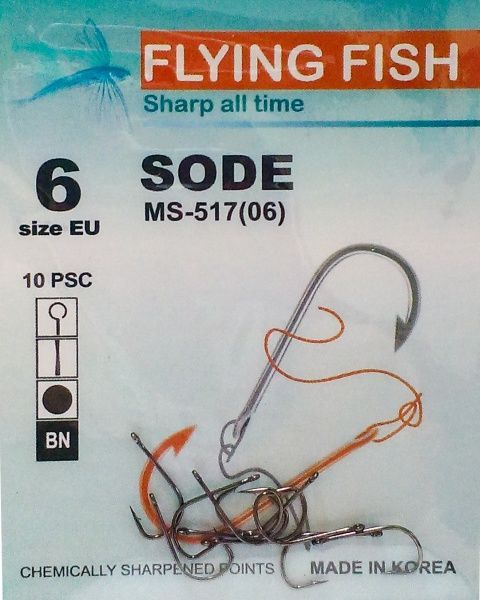 FLYING FISH
Sharp all time
6
size EU
SODE
MS-517(06)
10 PSC
BN
CHEMICALLY SHARPENED POINTS
MADE IN KOREA